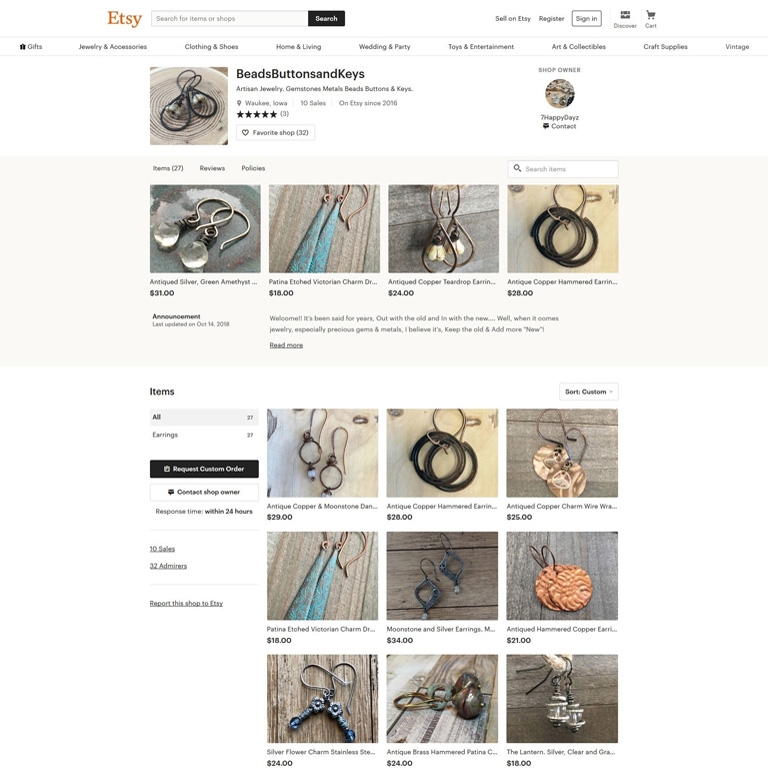 Etsy
Search for items or shops
Search
Sell on Etsy
Register
Sign in
Discover
Cart
Gifts
Jewelry & Accessories
Clothing & Shoes
Home & Living
Wedding & Party
Toys & Entertainment
Art & Collectibles
Craft Supplies
Vintage
BeadsButtonsandKeys
Artisan Jewelry. Gemstones Metals Beads Buttons & Keys.
Waukee, Iowa
10 Sales
On Etsy since 2016
(3)
Favorite shop (32)
SHOP OWNER
7HappyDayz
Contact
Items (27)
Reviews
Policies
Search items
Antiqued Silver, Green Amethyst ...
$31.00
Patina Etched Victorian Charm Dr...
$18.00
Antiqued Copper Teardrop Earrin...
$24.00
Antique Copper Hammered Earrin...
$28.00
Announcement
Last updated on Oct 14, 2018
Welcome!! It's been said for years, Out with the old and In with the new.... Well, when it comes
jewelry, especially precious gems & metals, I believe it's, Keep the old & Add more "New"!
Read more
Items
Sort: Custom
All
27
Earrings
27
Request Custom Order
Contact shop owner
Response time: within 24 hours
10 Sales
32 Admirers
Report this shop to Etsy
Antique Copper & Moonstone Dan...
$29.00
Antique Copper Hammered Earrin...
$28.00
Antiqued Copper Charm Wire Wra...
$25.00
Patina Etched Victorian Charm Dr...
$18.00
Moonstone and Silver Earrings. M...
$34.00
Antiqued Hammered Copper Earri...
$21.00
Silver Flower Charm Stainless Ste...
$24.00
Antique Brass Hammered Patina C...
$24.00
The Lantern. Silver, Clear and Gra...
$18.00